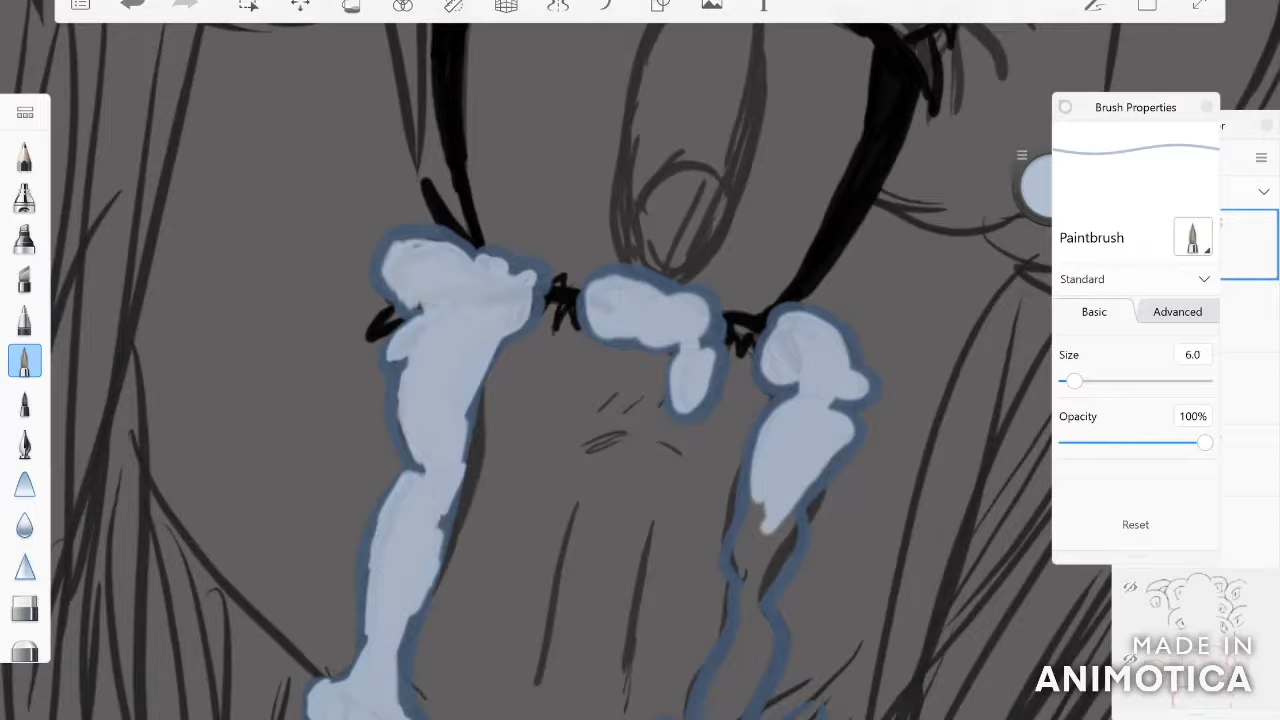 Brush Properties
r
Paintbrush
Standard
Basic
Advanced
Size
6.0
Opacity
100%
Reset
MADE IN
ANIMOTICA